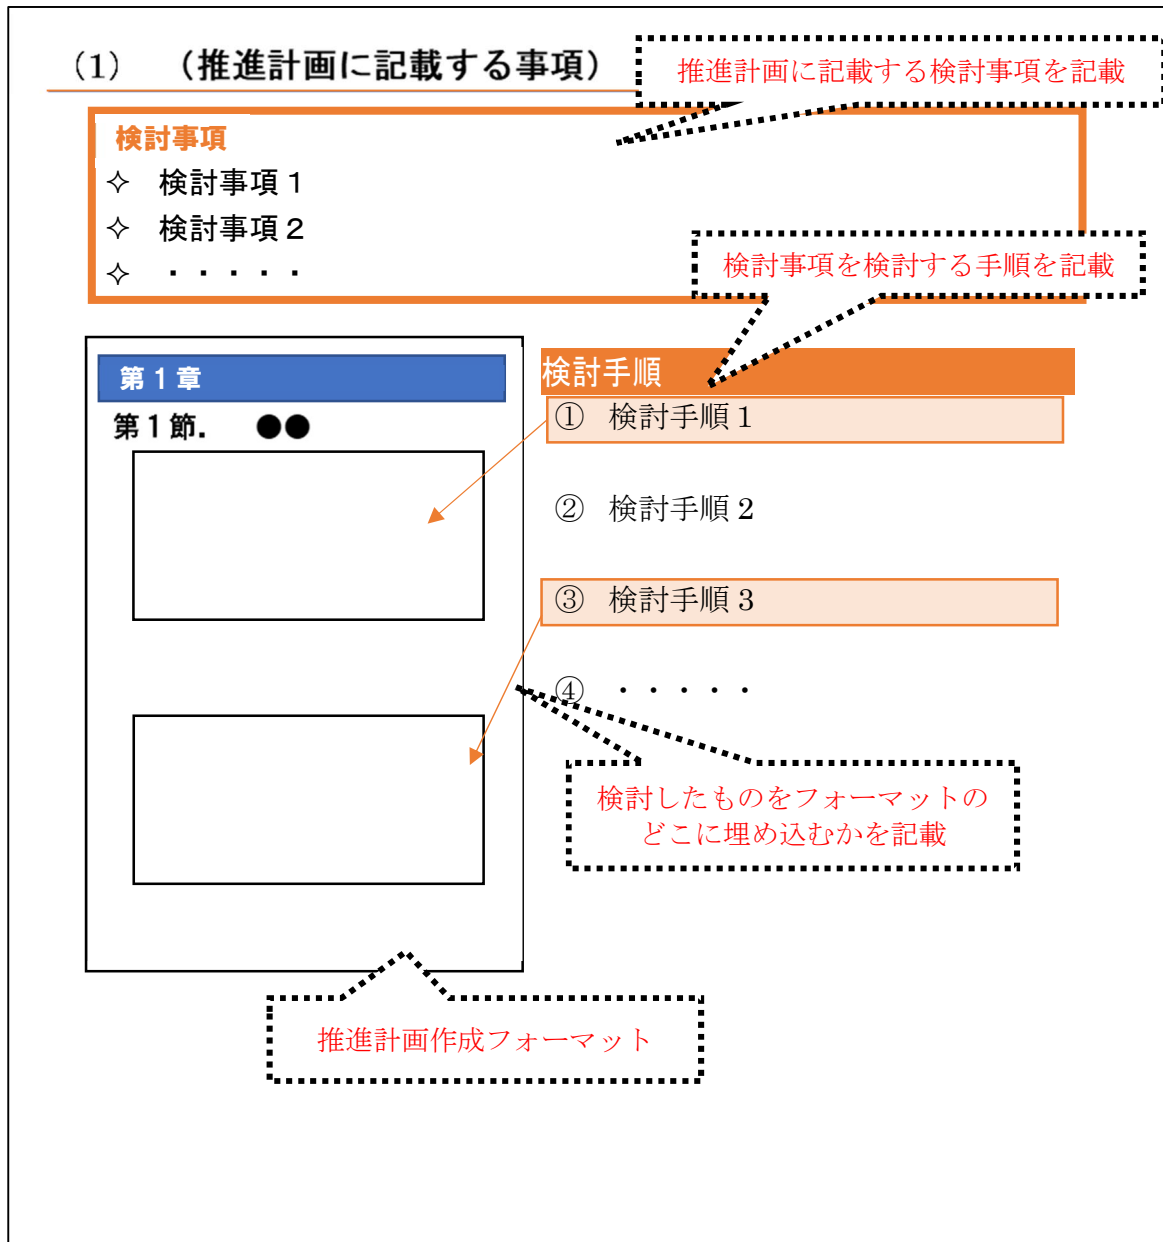 （1）　（推進計画に記載する事項）
推進計画に記載する検討事項を記載
検討事項
✧ 検討事項１
✧ 検討事項２
✧ ・・・・・
検討事項を検討する手順を記載
第１章
第１節．　●●
検討手順
① 検討手順１
② 検討手順２
③ 検討手順３
④ ・・・・・
検討したものをフォーマットの
どこに埋め込むかを記載
推進計画作成フォーマット